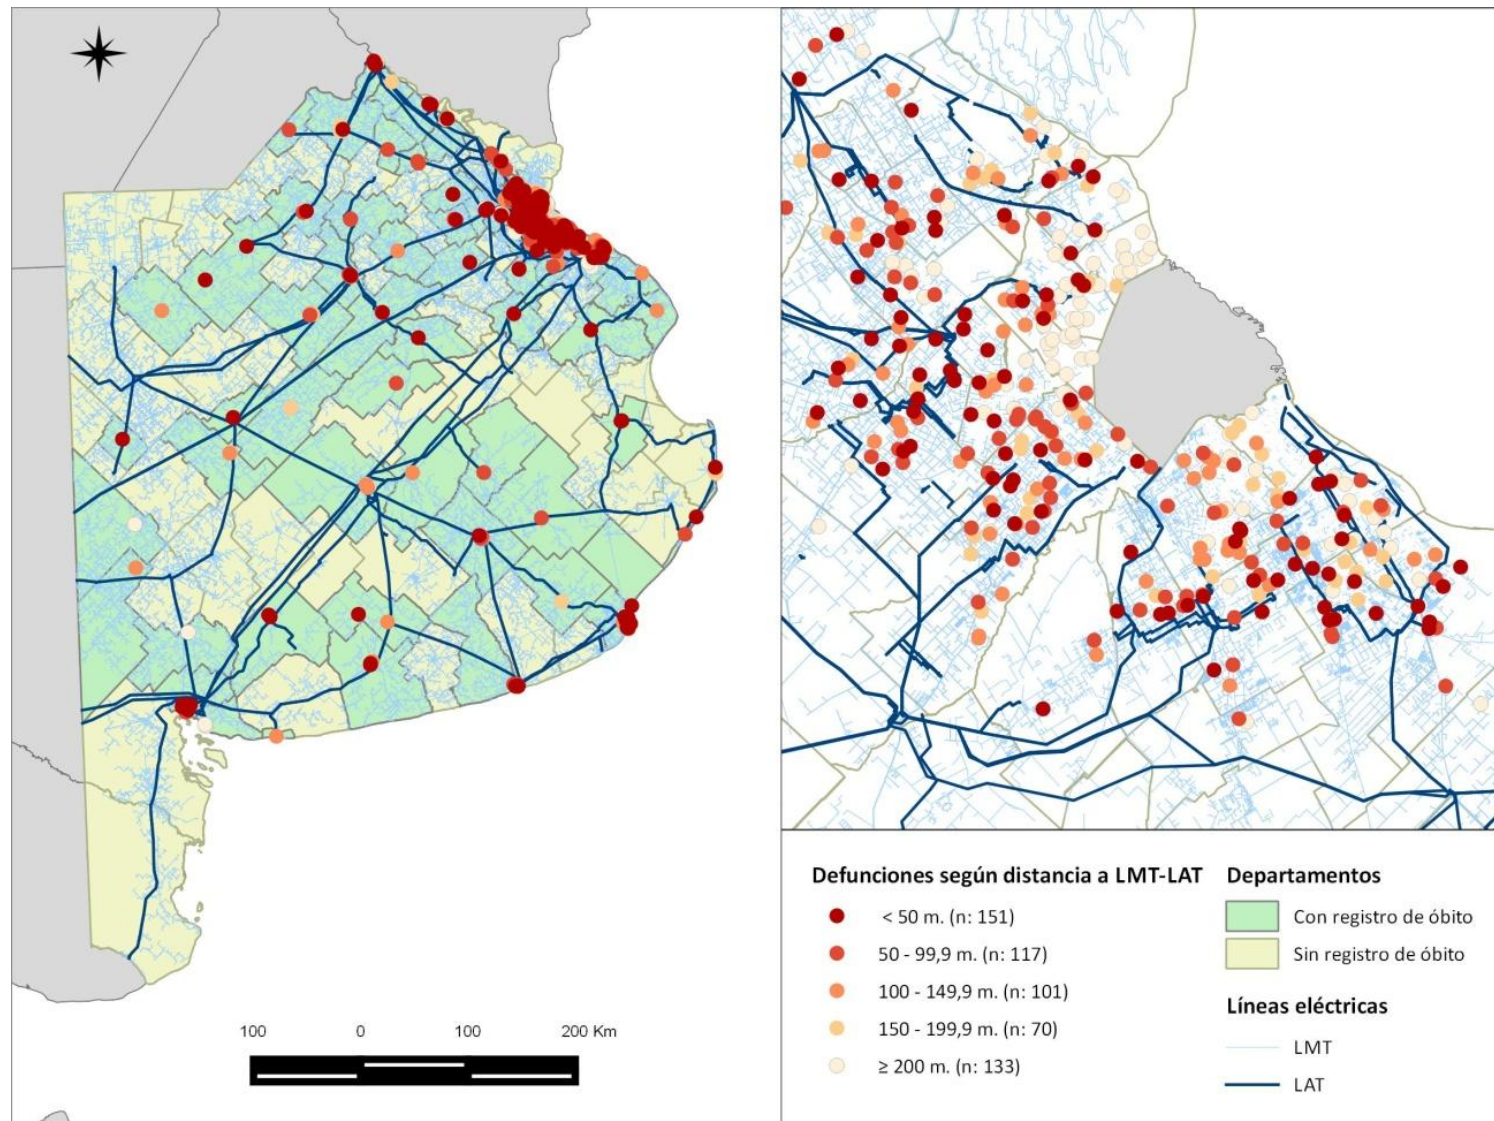 100 0 100 200 Km
Defunciones según distancia a LMT-LAT
< 50 m. (n: 151)
50 - 99,9 m. (n: 117)
100 - 149,9 m. (n: 101)
150 - 199,9 m. (n: 70)
≥ 200 m. (n: 133)
Departamentos
Con registro de óbito
Sin registro de óbito
Líneas eléctricas
LMT
LAT